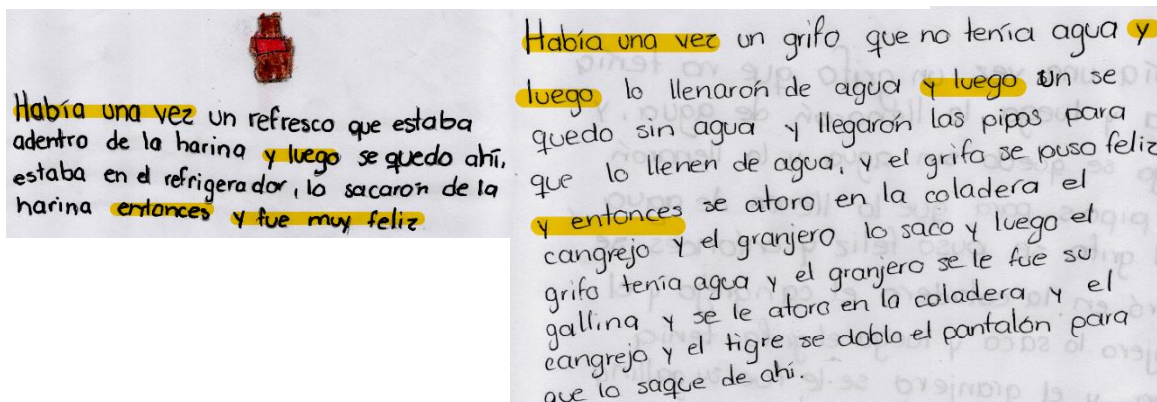 Había una vez un refresco que estaba
adentro de la harina y luego se quedo ahí.
estaba en el refrigerador, lo sacarón de la
harina entonces y fue muy feliz
Había una vez un grifo que no tenía agua y
luego lo llenarón de agua y luego un se
quedo sin agua y llegarón las pipas para
que lo llenen de agua, y el grifo se puso feliz
y entonces se atoro en la coladera el
cangrejo y el granjero lo saco y luego el
grifo tenía agua y el granjero se le fue su
gallina y se le atoro en la coladera y el
cangrejo y el tigre se doblo el pantalón para
que lo saque de ahí.